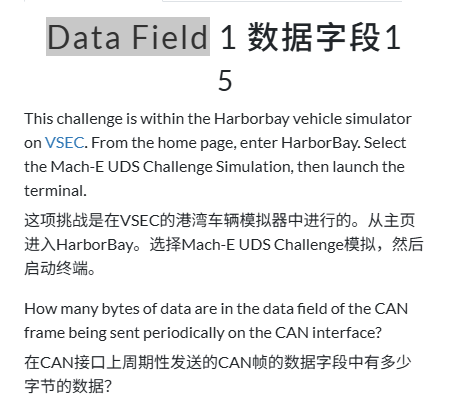 Data Field 1 数据字段1
5
This challenge is within the Harborbay vehicle simulator
on VSEC. From the home page, enter HarborBay. Select
the Mach-E UDS Challenge Simulation, then launch the
terminal.
这项挑战是在VSEC的港湾车辆模拟器中进行的。从主页
进入HarborBay。选择Mach-E UDS Challenge模拟，然后
启动终端。
How many bytes of data are in the data field of the CAN
frame being sent periodically on the CAN interface?
在CAN接口上周期性发送的CAN帧的数据字段中有多少
字节的数据？